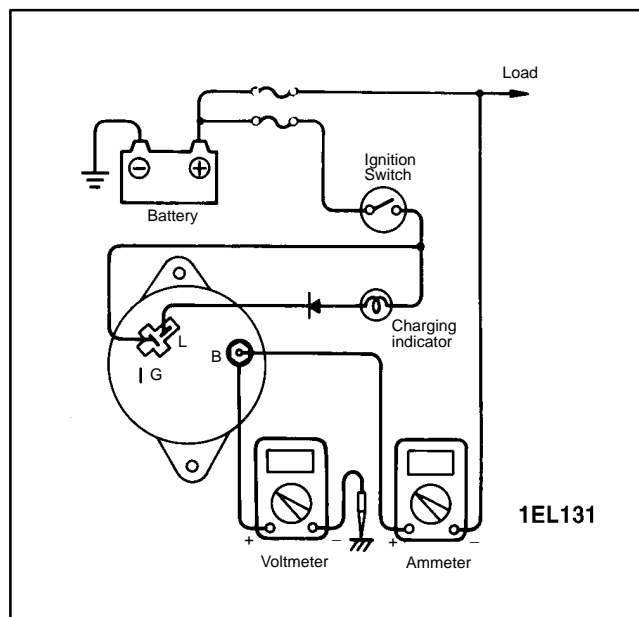 Load
Ignition
Switch
Battery
Charging
indicator
L
B
I G
1EL131
+ − + −
Voltmeter Ammeter